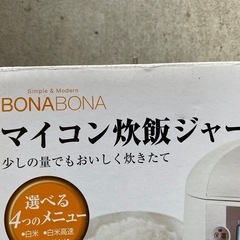 Simple & Modern
BONABONA
マイコン炊飯ジャー
少しの量でもおいしく炊きたて
選べる
4つのメニュー
●白米 ●白米高速